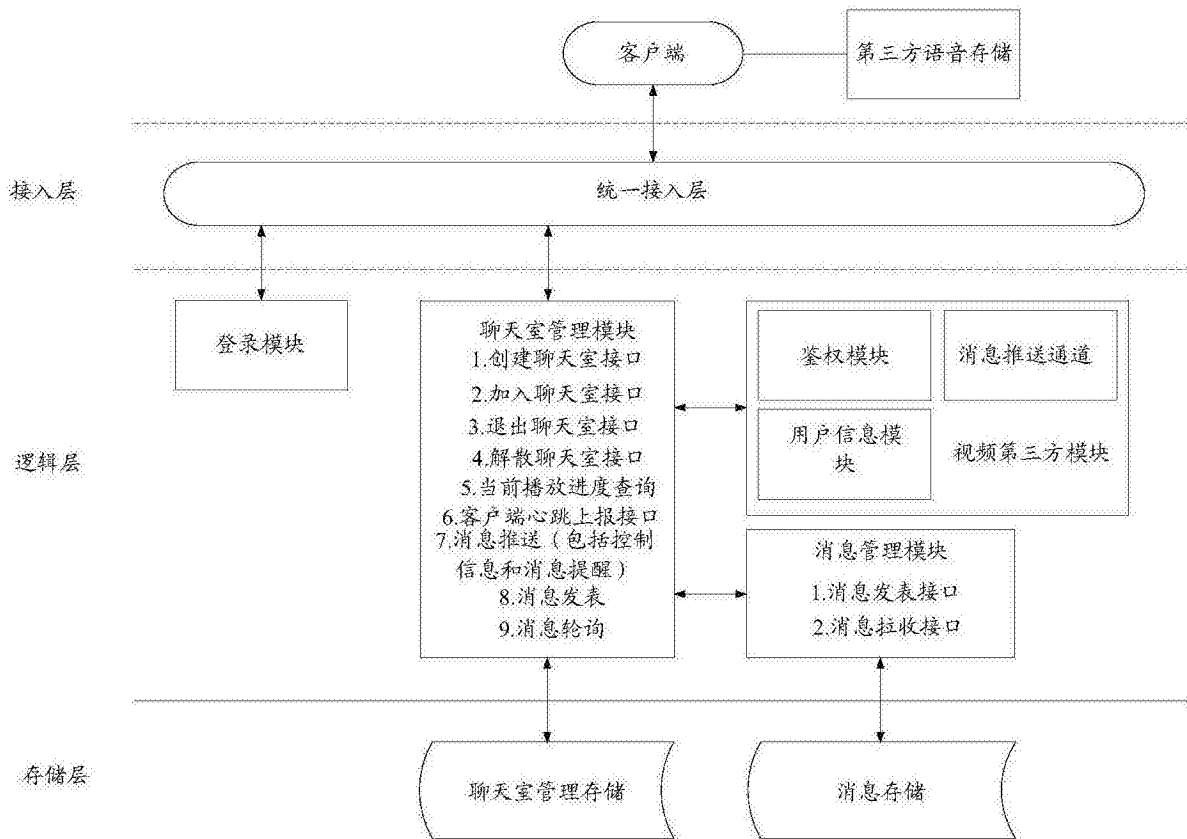 客户端
第三方语音存储
接入层
统一接入层
逻辑层
登录模块
聊天室管理模块
1.创建聊天室接口
2.加入聊天室接口
3.退出聊天室接口
4.解散聊天室接口
5.当前播放进度查询
6.客户端心跳上报接口
7.消息推送（包括控制
信息和消息提醒）
8.消息发表
9.消息轮询
鉴权模块
消息推送通道
用户信息模
块
视频第三方模块
消息管理模块
1.消息发表接口
2.消息拉收接口
存储层
聊天室管理存储
消息存储